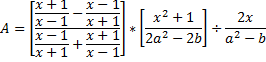 A = [((x + 1)/(x − 1) − (x − 1)/(x + 1))/((x − 1)/(x + 1) + (x + 1)/(x − 1))] * [(x² + 1)/(2a² − 2b)] ÷ 2x/(a² − b)